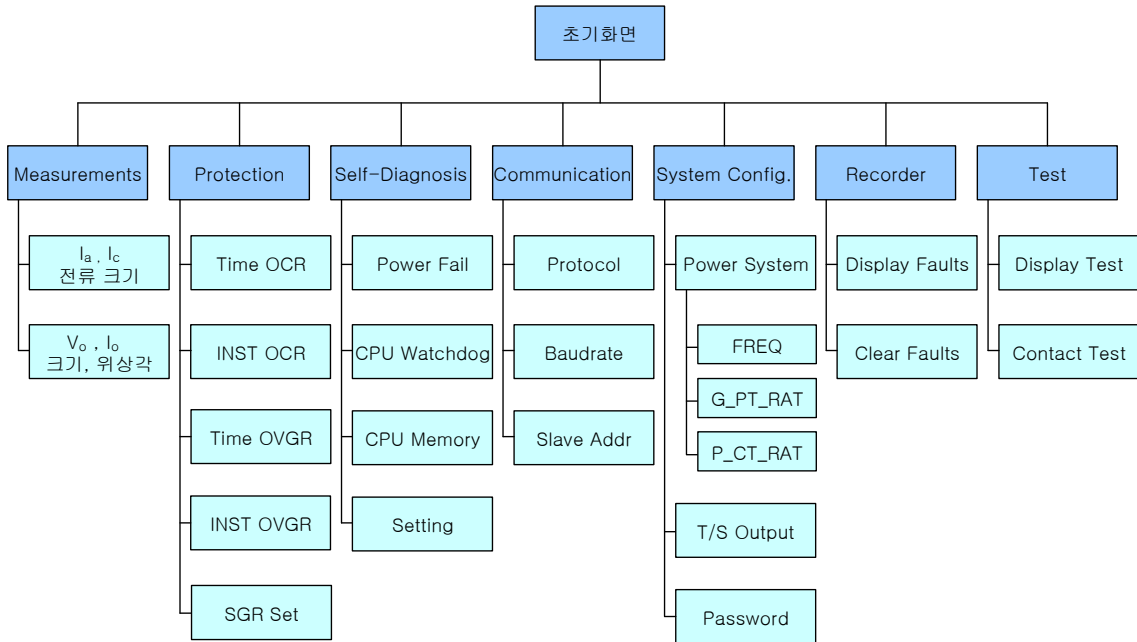 초기화면
Measurements
Protection
Self-Diagnosis
Communication
System Config.
Recorder
Test
Ia , Ic
전류 크기
Vo , Io
크기, 위상각
Time OCR
INST OCR
Time OVGR
INST OVGR
SGR Set
Power Fail
CPU Watchdog
CPU Memory
Setting
Protocol
Baudrate
Slave Addr
Power System
FREQ
G_PT_RAT
P_CT_RAT
T/S Output
Password
Display Faults
Clear Faults
Display Test
Contact Test